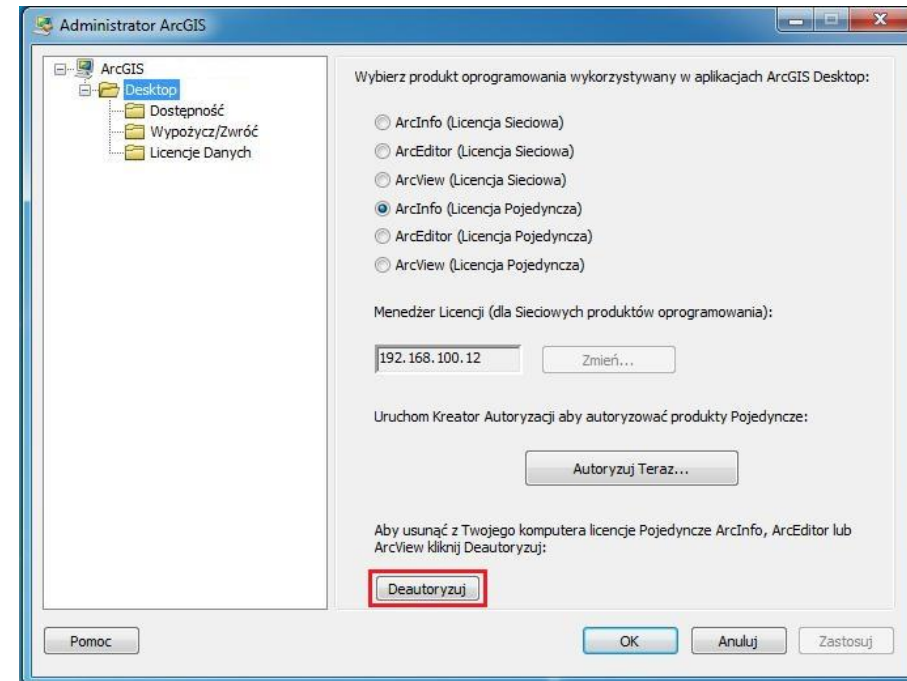 Administrator ArcGIS
ArcGIS
Desktop
Dostępność
Wypożycz/Zwróć
Licencje Danych
Wybierz produkt oprogramowania wykorzystywany w aplikacjach ArcGIS Desktop:
ArcInfo (Licencja Sieciowa)
ArcEditor (Licencja Sieciowa)
ArcView (Licencja Sieciowa)
ArcInfo (Licencja Pojedyncza)
ArcEditor (Licencja Pojedyncza)
ArcView (Licencja Pojedyncza)
Menedżer Licencji (dla Sieciowych produktów oprogramowania):
192.168.100.12
Zmień...
Uruchom Kreator Autoryzacji aby autoryzować produkty Pojedyncze:
Autoryzuj Teraz...
Aby usunąć z Twojego komputera licencje Pojedyncze ArcInfo, ArcEditor lub
ArcView kliknij Deautoryzuj:
Deautoryzuj
Pomoc
OK
Anuluj
Zastosuj